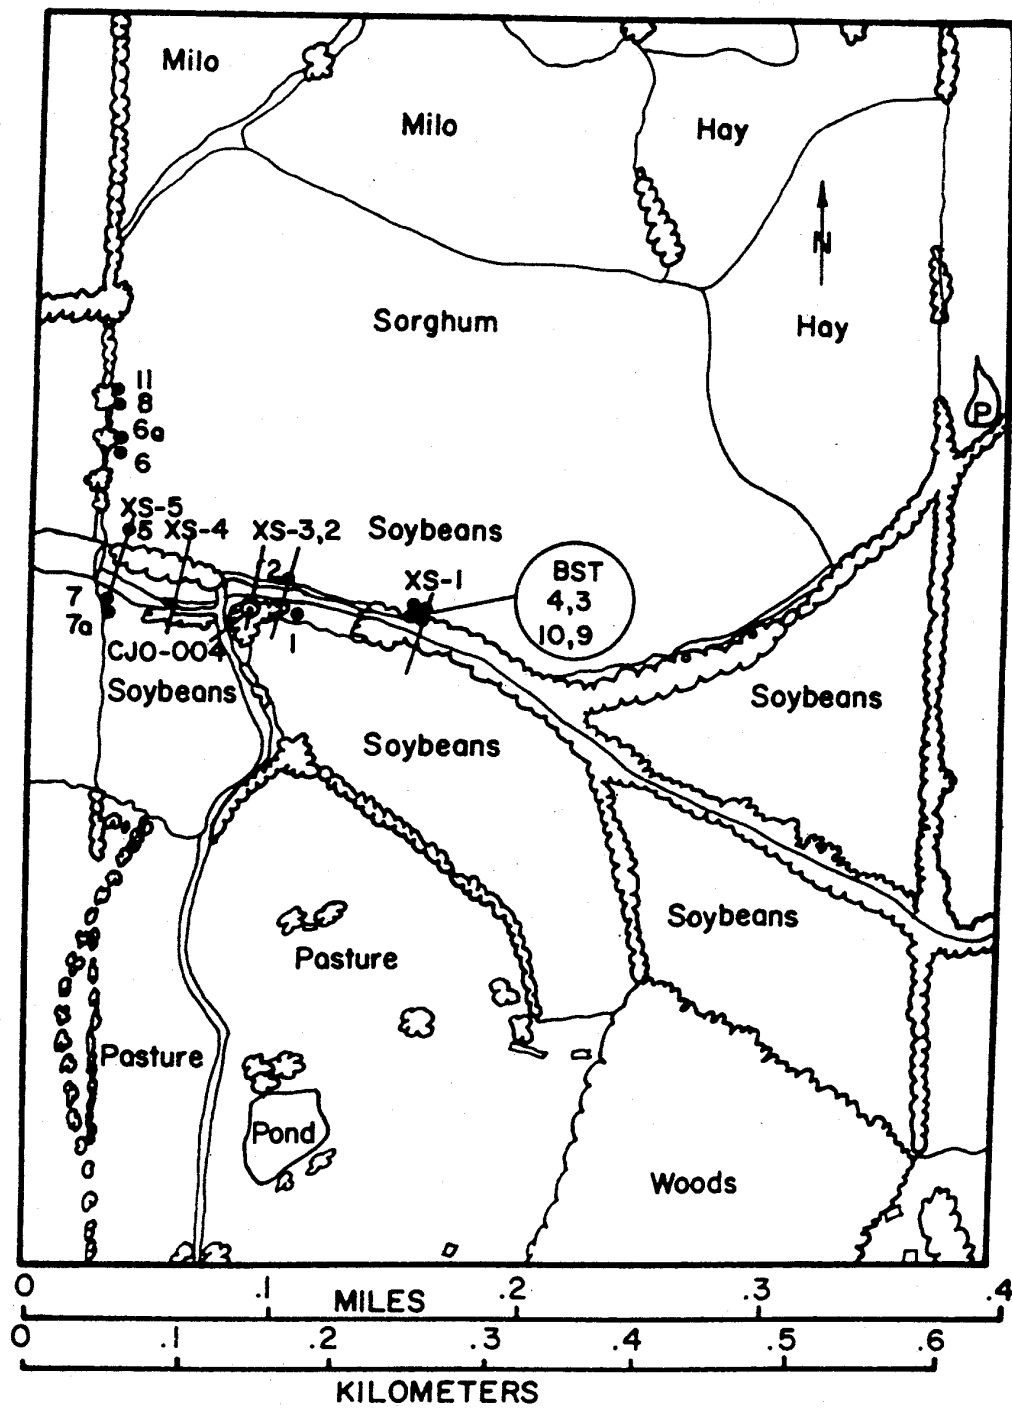 Milo
Milo
Hay
N
Sorghum
Hay
11
8
P
6a
6
XS-5
5 XS-4
XS-3,2
Soybeans
2
XS-1
BST
4,3
10,9
7
7a
1
CJO-004
Soybeans
Soybeans
Soybeans
Soybeans
Pasture
Pasture
Pond
Woods
0 .1 .2 .3 .4
MILES
0 .1 .2 .3 .4 .5 .6
KILOMETERS